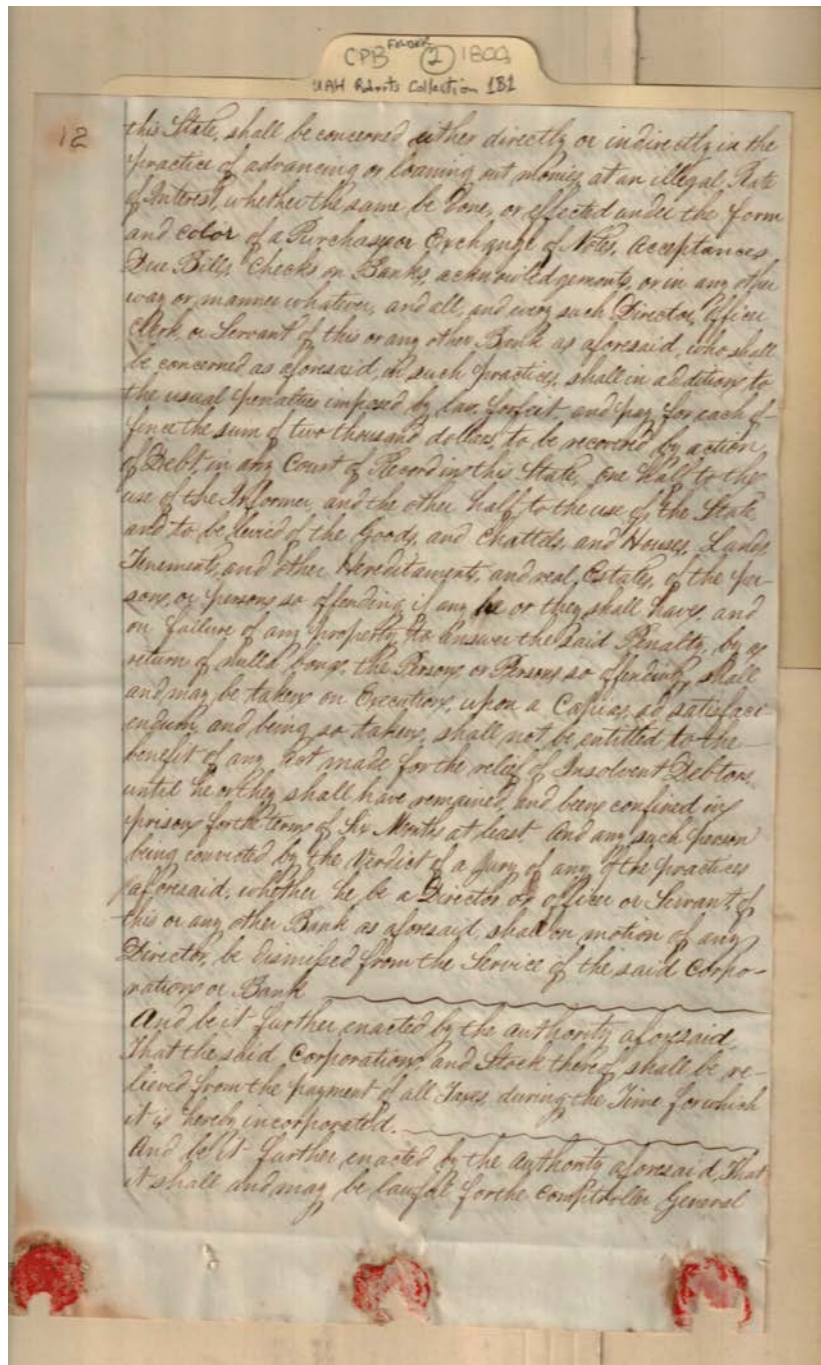 CPB FOLDER 2 1809
UAH Roberts Collection 1B1
12
this State, shall be concerned either directly or indirectly in the
practice of advancing or loaning out monies at an illegal Rate
of Interest, whether the same be done, or effected under the form
and color of a Purchase or Exchange of Notes, Acceptances
Due Bills, Checks on Banks, acknowledgements, or in any other
way or manner whatever, and all, and every such Director, Officer
Clerk or Servant of this or any other Bank as aforesaid, who shall
be concerned as aforesaid, in such practices, shall in addition to
the usual penalties imposed by law, forfeit and pay for each of-
fence the sum of two thousand dollars, to be recovered by action
of Debt, in any Court of Record in this State, one half to the
use of the Informer, and the other half to the use of the State
and to be levied of the Goods, and Chattels, and Houses, Lands
Tenements, and other Hereditaments, and real Estates, of the per-
son, or persons so offending, if any he or they shall have, and
on failure of any property to answer the said Penalty, by a
return of nulla bona, the Person or Persons so offending, shall
and may be taken on Execution, upon a Capias ad satisfaci
endum, and being so taken, shall not be entitled to the
benefit of any Act made for the relief of Insolvent Debtors
until he or they shall have remained, and been confined in
prison for the term of Six Months at least. And any such person
being convicted by the Verdict of a Jury of any of the practices
aforesaid, whether he be a Director or officer or Servant, of
this or any other Bank as aforesaid, shall on motion of any
Director, be dismissed from the Service of the said Corpo-
ration or Bank
And be it further enacted by the authority aforesaid,
That the said Corporation, and Stock thereof, shall be re-
lieved from the payment of all Taxes, during the Time for which
it is hereby incorporated.
And be it further enacted by the authority aforesaid, That
it shall and may be lawful for the Comptroller General